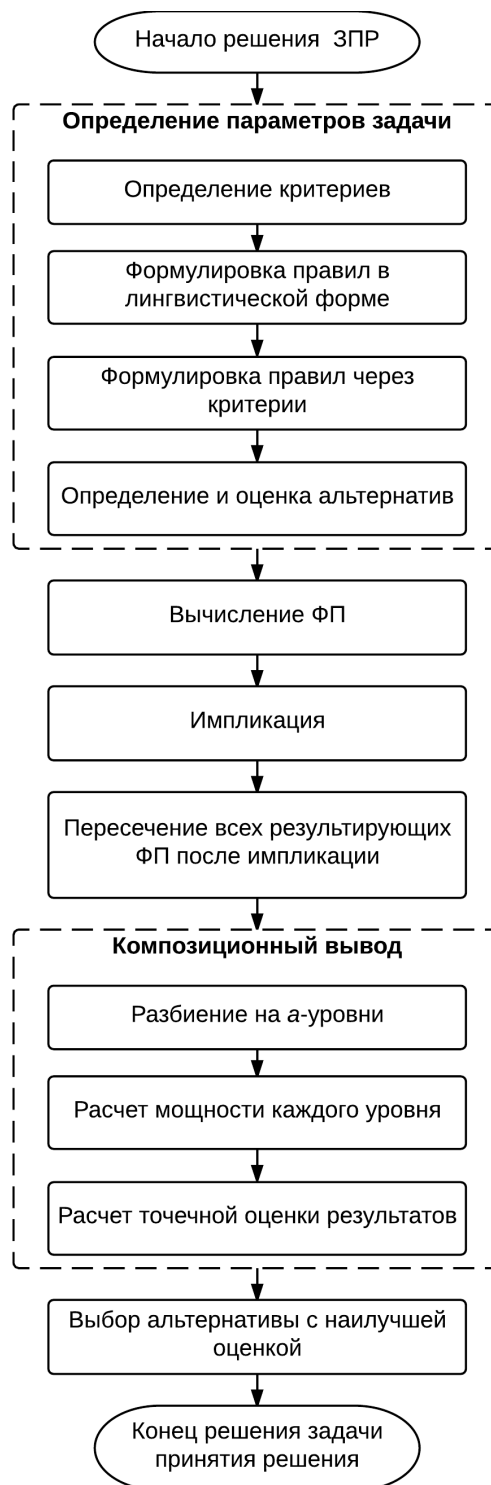 Начало решения ЗПР
Определение параметров задачи
Определение критериев
Формулировка правил в
лингвистической форме
Формулировка правил через
критерии
Определение и оценка альтернатив
Вычисление ФП
Импликация
Пересечение всех результирующих
ФП после импликации
Композиционный вывод
Разбиение на a-уровни
Расчет мощности каждого уровня
Расчет точечной оценки результатов
Выбор альтернативы с наилучшей
оценкой
Конец решения задачи
принятия решения